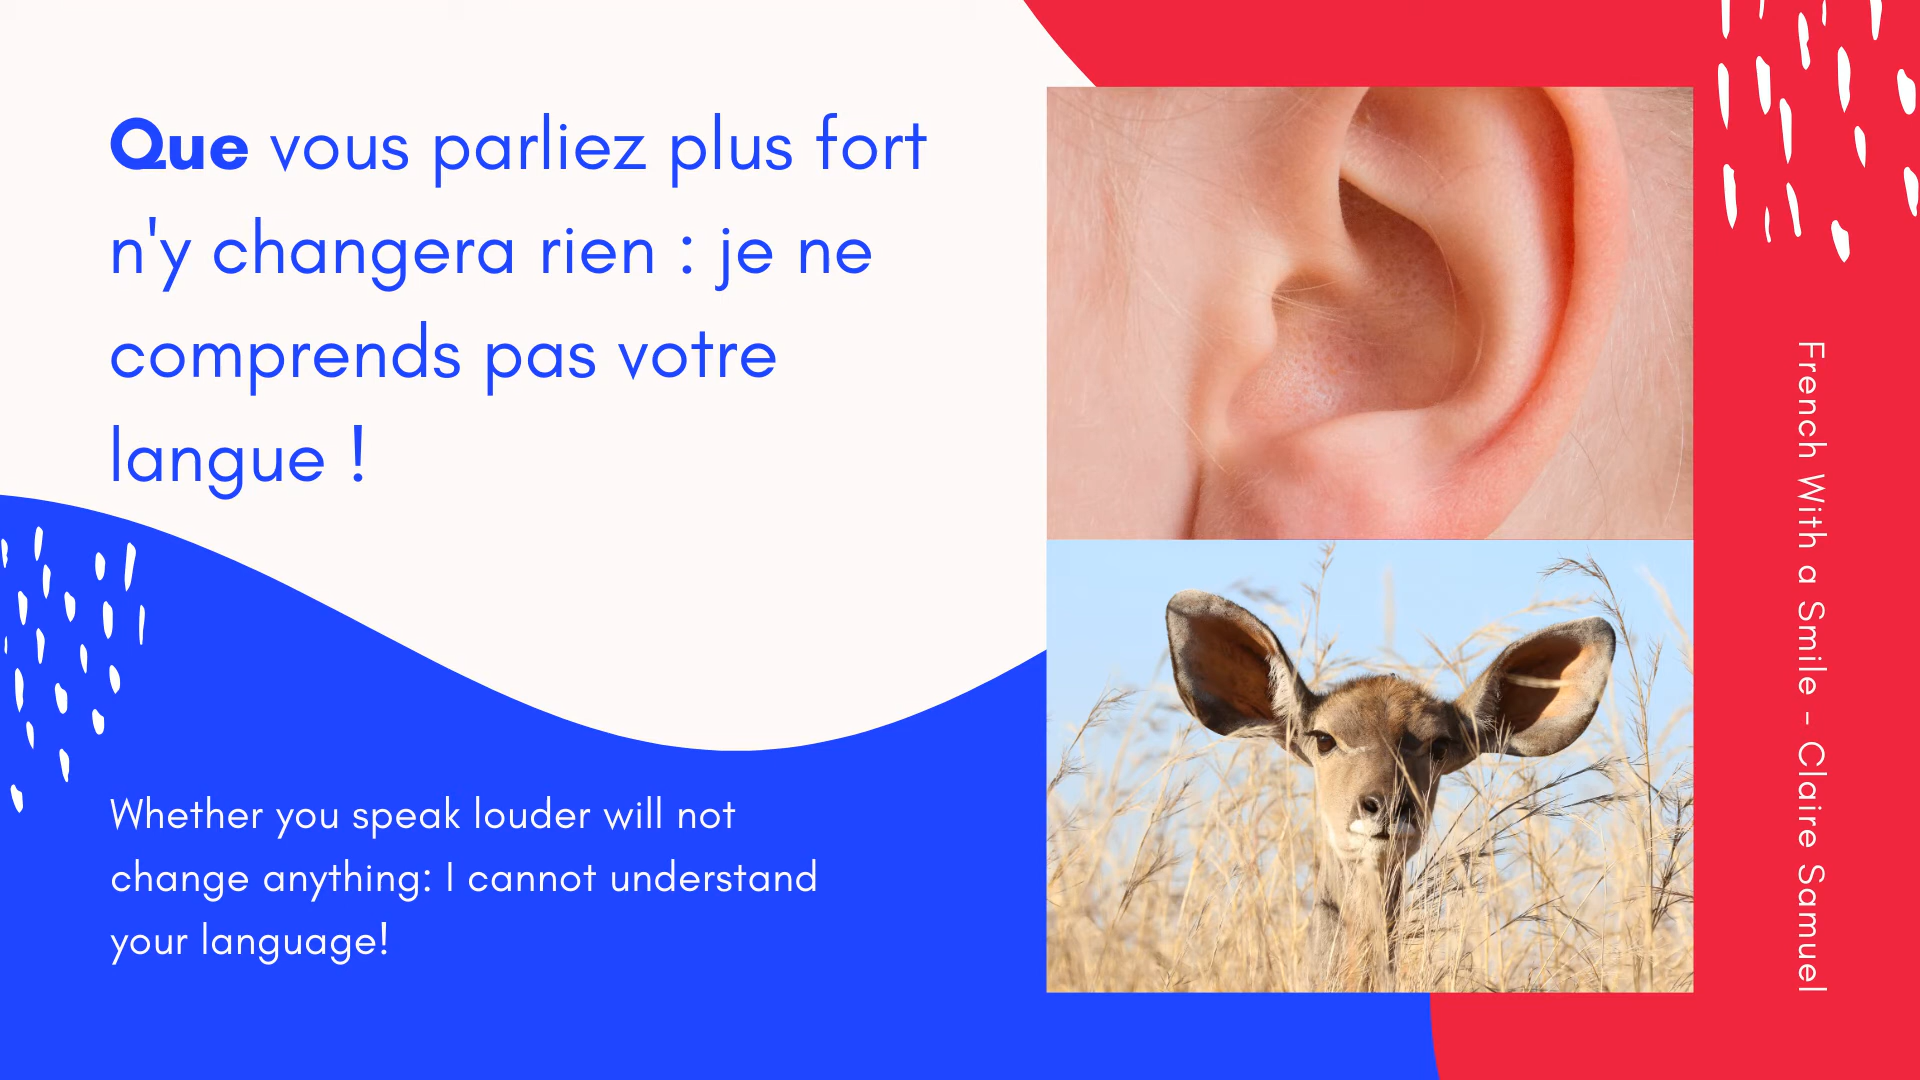 Que vous parliez plus fort
n'y changera rien : je ne
comprends pas votre
langue !
Whether you speak louder will not
change anything: I cannot understand
your language!
French With a Smile - Claire Samuel